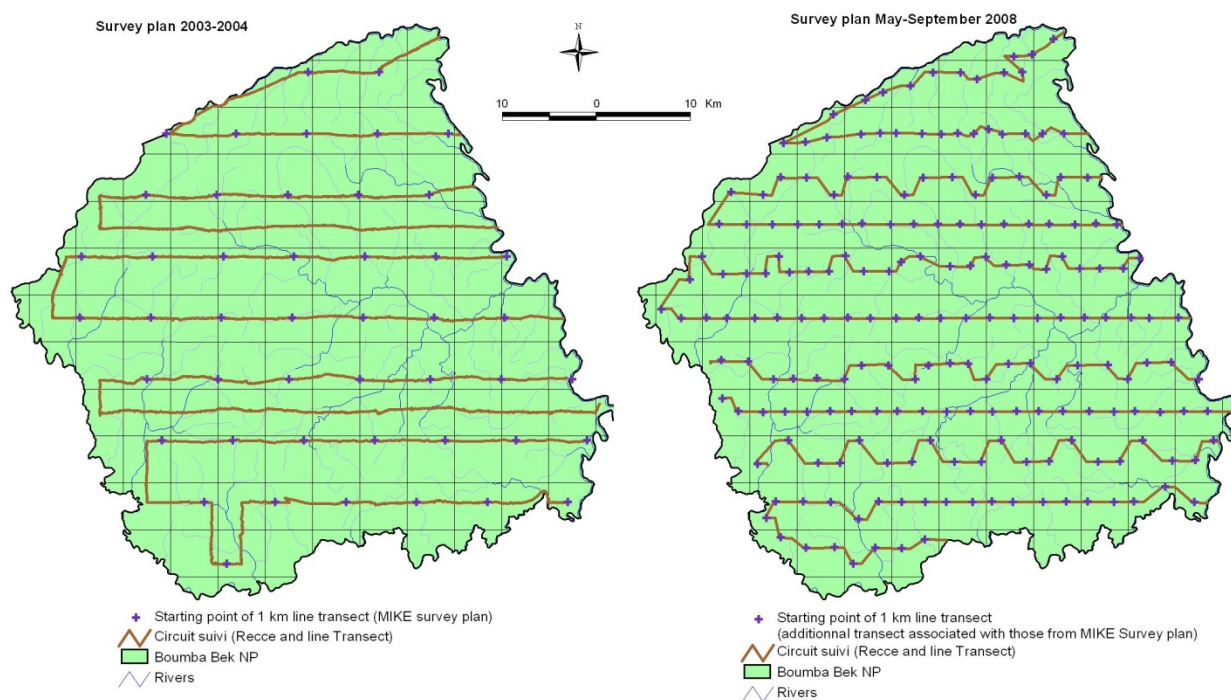 Survey plan 2003-2004
Survey plan May-September 2008
N
10 0 10 Km
Starting point of 1 km line transect (MIKE survey plan)
Circuit suivi (Recce and line Transect)
Boumba Bek NP
Rivers
Starting point of 1 km line transect
(additionnal transect associated with those from MIKE Survey plan)
Circuit suivi (Recce and line Transect)
Boumba Bek NP
Rivers